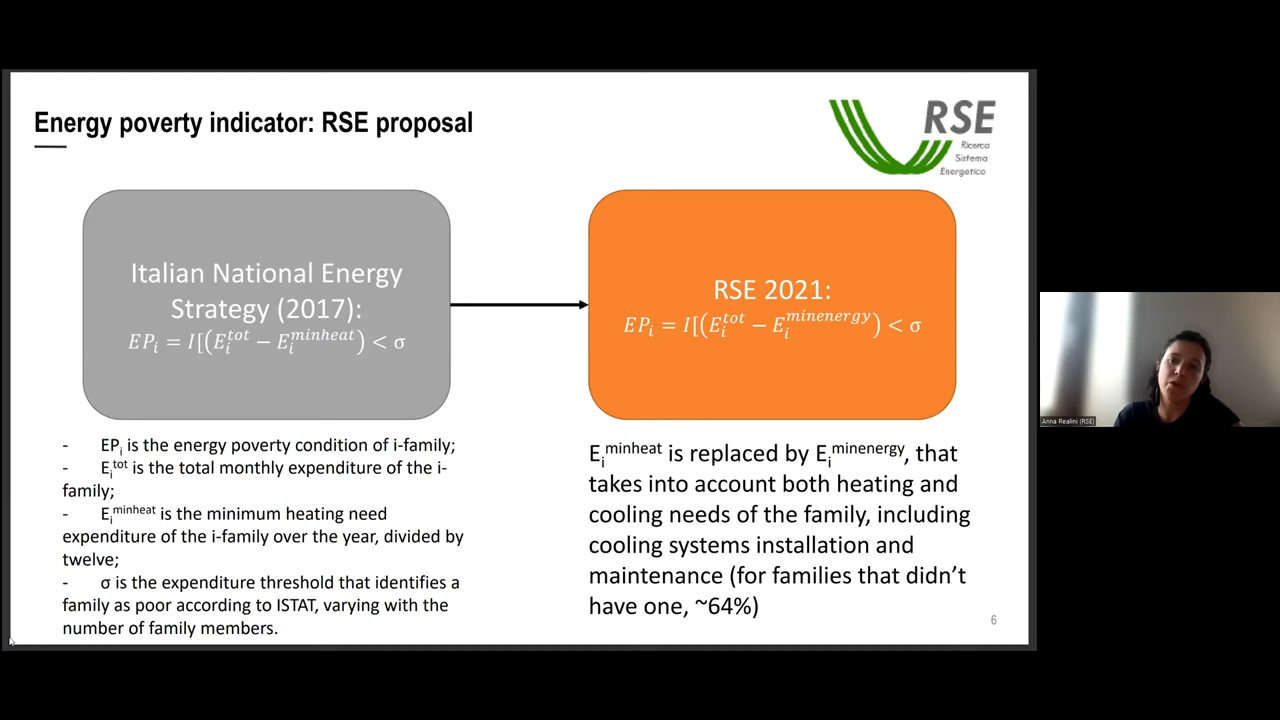 Energy poverty indicator: RSE proposal
RSE
Ricerca
Sistema
Energetico
Italian National Energy
Strategy (2017):
EP_i = I[(E_i^tot − E_i^minheat) < σ
RSE 2021:
EP_i = I[(E_i^tot − E_i^minenergy) < σ
- EP_i is the energy poverty condition of i-family;
- E_i^tot is the total monthly expenditure of the i-
family;
- E_i^minheat is the minimum heating need
expenditure of the i-family over the year, divided by
twelve;
- σ is the expenditure threshold that identifies a
family as poor according to ISTAT, varying with the
number of family members.
E_i^minheat is replaced by E_i^minenergy, that
takes into account both heating and
cooling needs of the family, including
cooling systems installation and
maintenance (for families that didn’t
have one, ~64%)
6
Anna Realini (RSE)